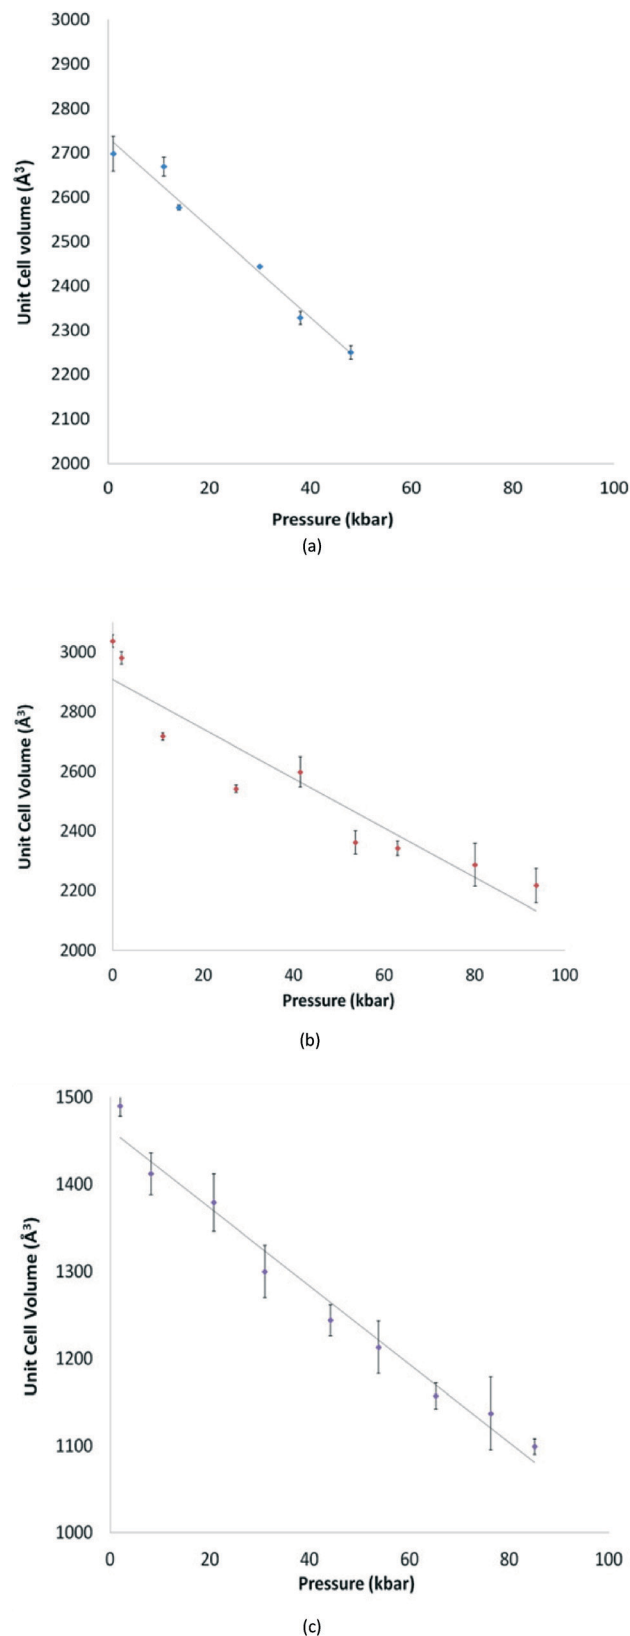 3000
2900
2800
2700
2600
2500
2400
2300
2200
2100
2000
Unit Cell volume (Å³)
0 20 40 60 80 100
Pressure (kbar)
(a)
3000
2800
2600
2400
2200
2000
Unit Cell Volume (Å³)
0 20 40 60 80 100
Pressure (kbar)
(b)
1500
1400
1300
1200
1100
1000
Unit Cell Volume (Å³)
0 20 40 60 80 100
Pressure (kbar)
(c)